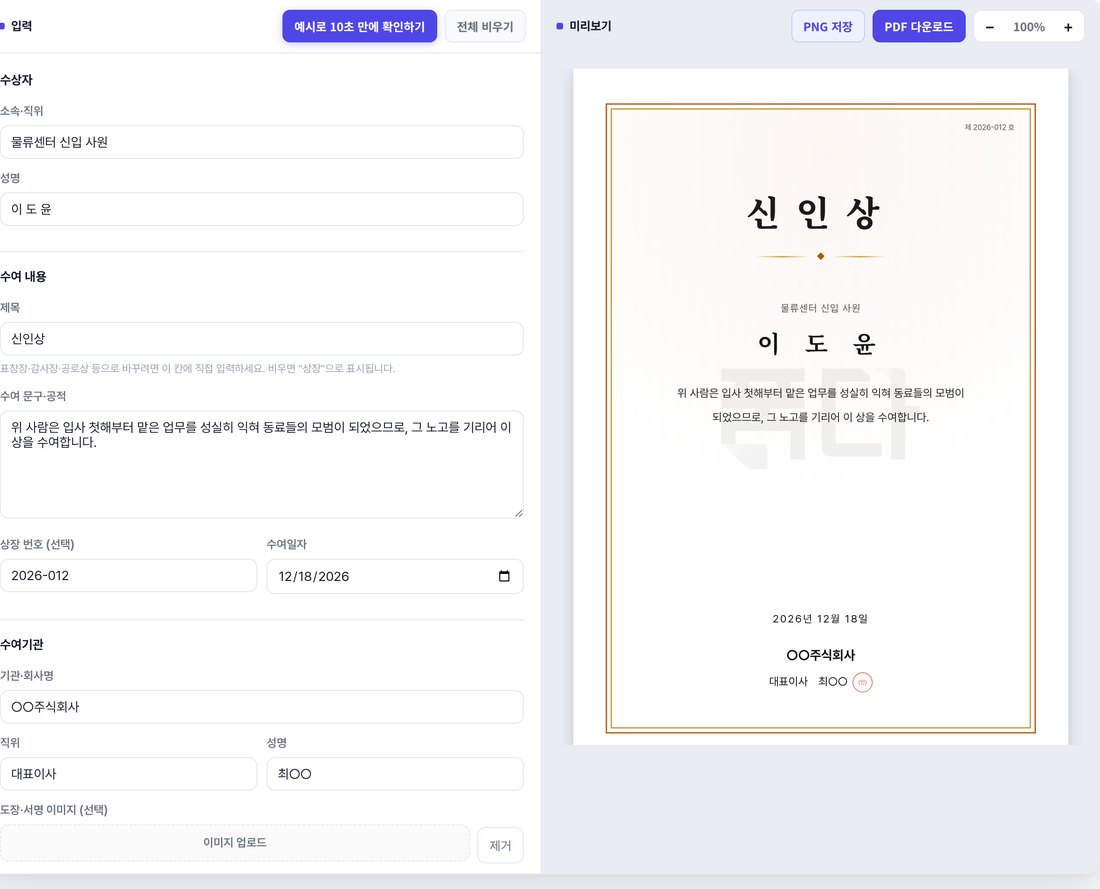 입력
예시로 10초 만에 확인하기
전체 비우기
수상자
소속·직위
물류센터 신입 사원
성명
이 도 윤
수여 내용
제목
신인상
표창장·감사장·공로상 등으로 바꾸려면 이 칸에 직접 입력하세요. 비우면 "상장"으로 표시됩니다.
수여 문구·공적
위 사람은 입사 첫해부터 맡은 업무를 성실히 익혀 동료들의 모범이 되었으므로, 그 노고를 기리어 이
상을 수여합니다.
상장 번호 (선택)
수여일자
2026-012
12/18/2026
수여기관
기관·회사명
○○주식회사
직위
성명
대표이사
최○○
도장·서명 이미지 (선택)
이미지 업로드
제거
미리보기
PNG 저장
PDF 다운로드
− 100% +
제 2026-012 호
신 인 상
물류센터 신입 사원
이 도 윤
위 사람은 입사 첫해부터 맡은 업무를 성실히 익혀 동료들의 모범이
되었으므로, 그 노고를 기리어 이 상을 수여합니다.
2026년 12월 18일
○○주식회사
대표이사 최○○